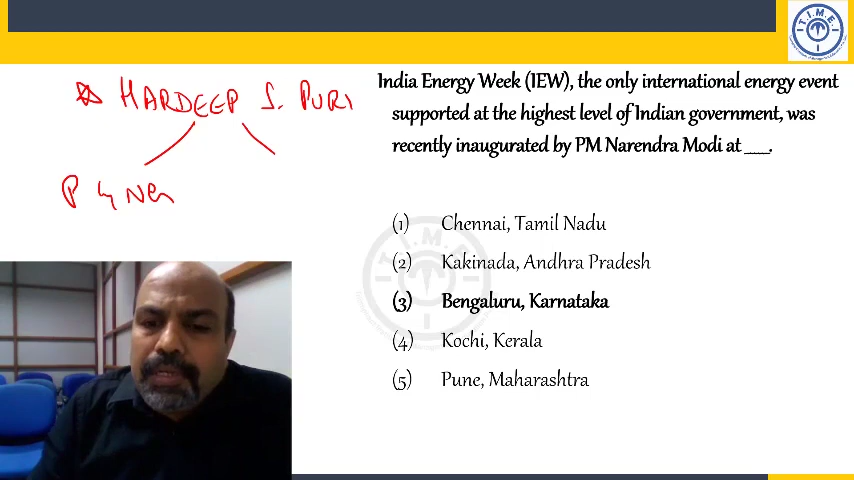 T.I.M.E.
HARDEEP S. PURI
India Energy Week (IEW), the only international energy event
supported at the highest level of Indian government, was
recently inaugurated by PM Narendra Modi at ____.
(1) Chennai, Tamil Nadu
(2) Kakinada, Andhra Pradesh
(3) Bengaluru, Karnataka
(4) Kochi, Kerala
(5) Pune, Maharashtra